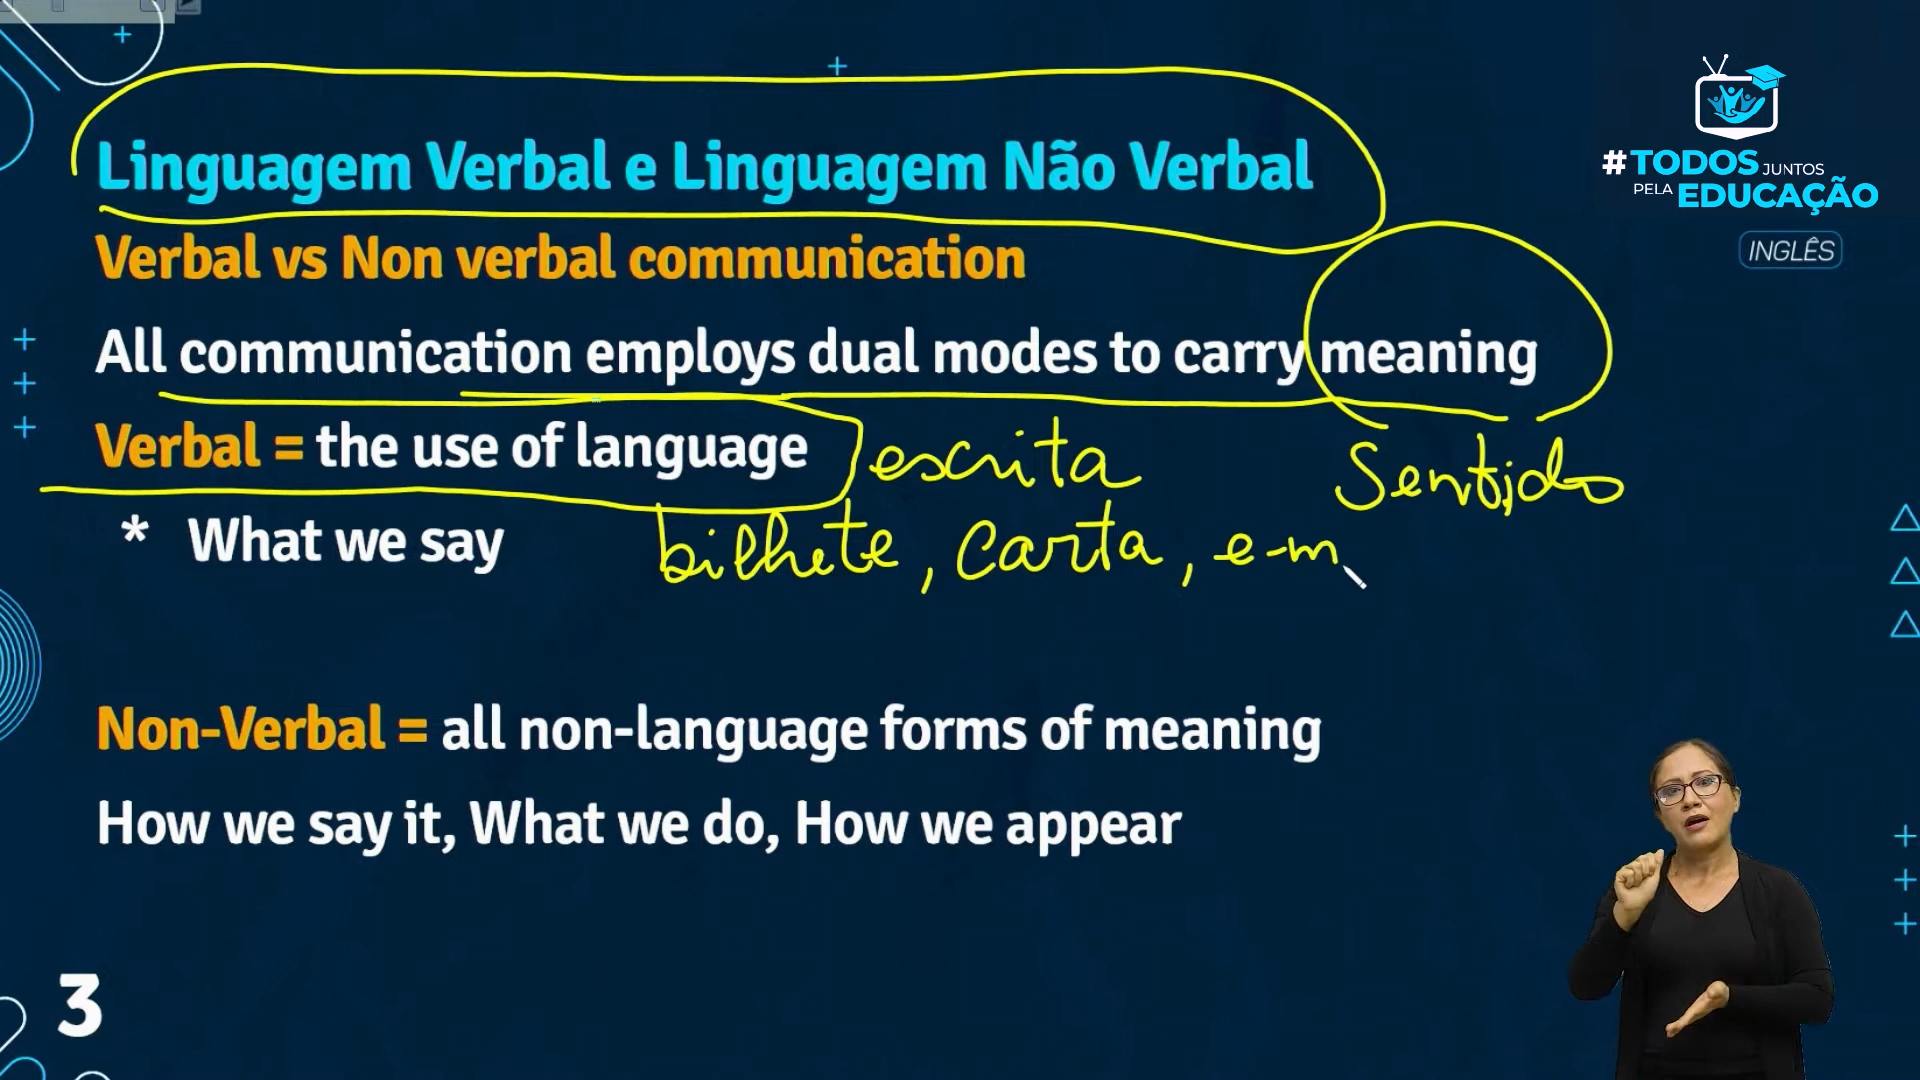 Linguagem Verbal e Linguagem Não Verbal
#TODOS JUNTOS
PELA EDUCAÇÃO
INGLÊS
Verbal vs Non verbal communication
All communication employs dual modes to carry meaning
Verbal = the use of language
escrita
Sentido
* What we say
bilhete, carta, e-m
Non-Verbal = all non-language forms of meaning
How we say it, What we do, How we appear
3